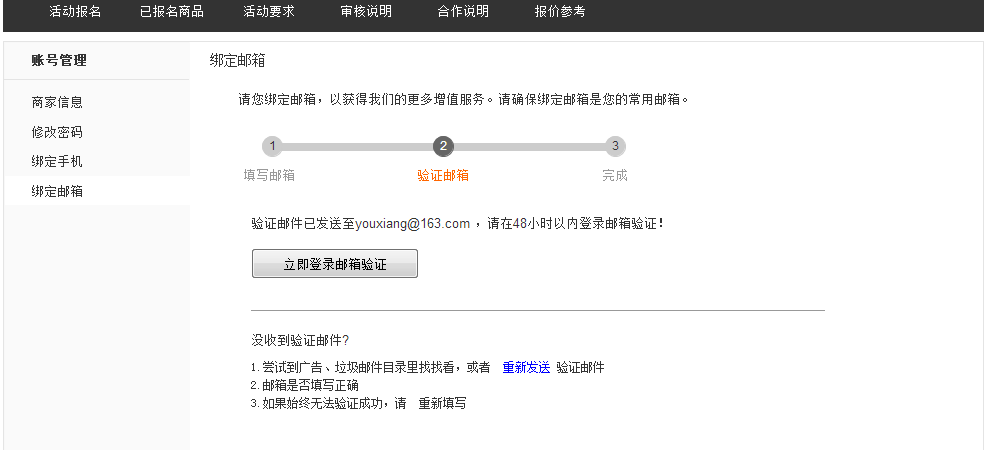 活动报名 已报名商品 活动要求 审核说明 合作说明 报价参考
账号管理
商家信息
修改密码
绑定手机
绑定邮箱
绑定邮箱
请您绑定邮箱，以获得我们的更多增值服务。请确保绑定邮箱是您的常用邮箱。
1 2 3
填写邮箱 验证邮箱 完成
验证邮件已发送至youxiang@163.com ，请在48小时以内登录邮箱验证！
立即登录邮箱验证
没收到验证邮件?
1.尝试到广告、垃圾邮件目录里找找看，或者 重新发送 验证邮件
2.邮箱是否填写正确
3.如果始终无法验证成功，请 重新填写